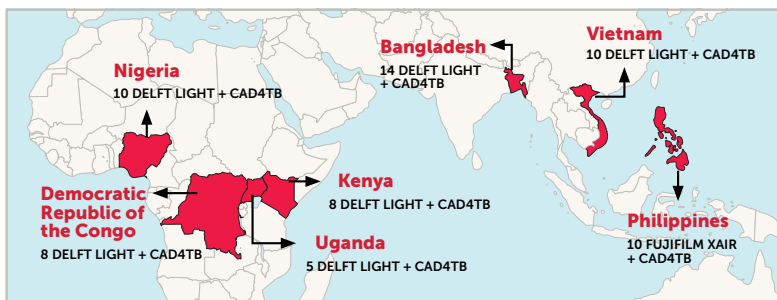 Nigeria
10 DELFT LIGHT + CAD4TB
Bangladesh
14 DELFT LIGHT
+ CAD4TB
Vietnam
10 DELFT LIGHT + CAD4TB
Democratic
Republic of
the Congo
8 DELFT LIGHT + CAD4TB
Kenya
8 DELFT LIGHT + CAD4TB
Uganda
5 DELFT LIGHT + CAD4TB
Philippines
10 FUJIFILM XAIR
+ CAD4TB